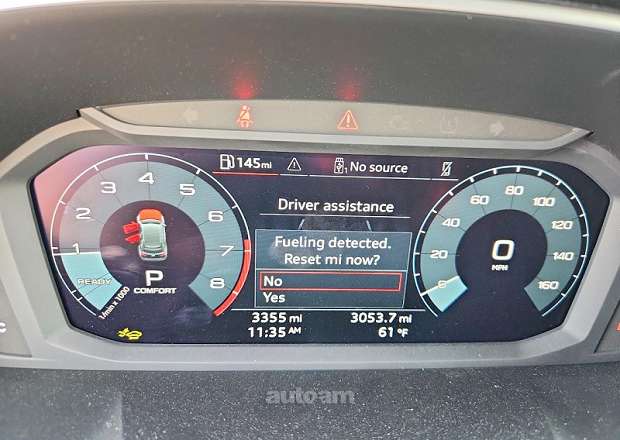 145 mi
No source
Driver assistance
Fueling detected.
Reset mi now?
No
Yes
3355 mi 3053.7 mi
11:35 AM 61 °F
1 2 3 4 5 6 7 8
READY
1/min x 1000
P
COMFORT
0
MPH
40 60 80 100 120 140 160
autoam